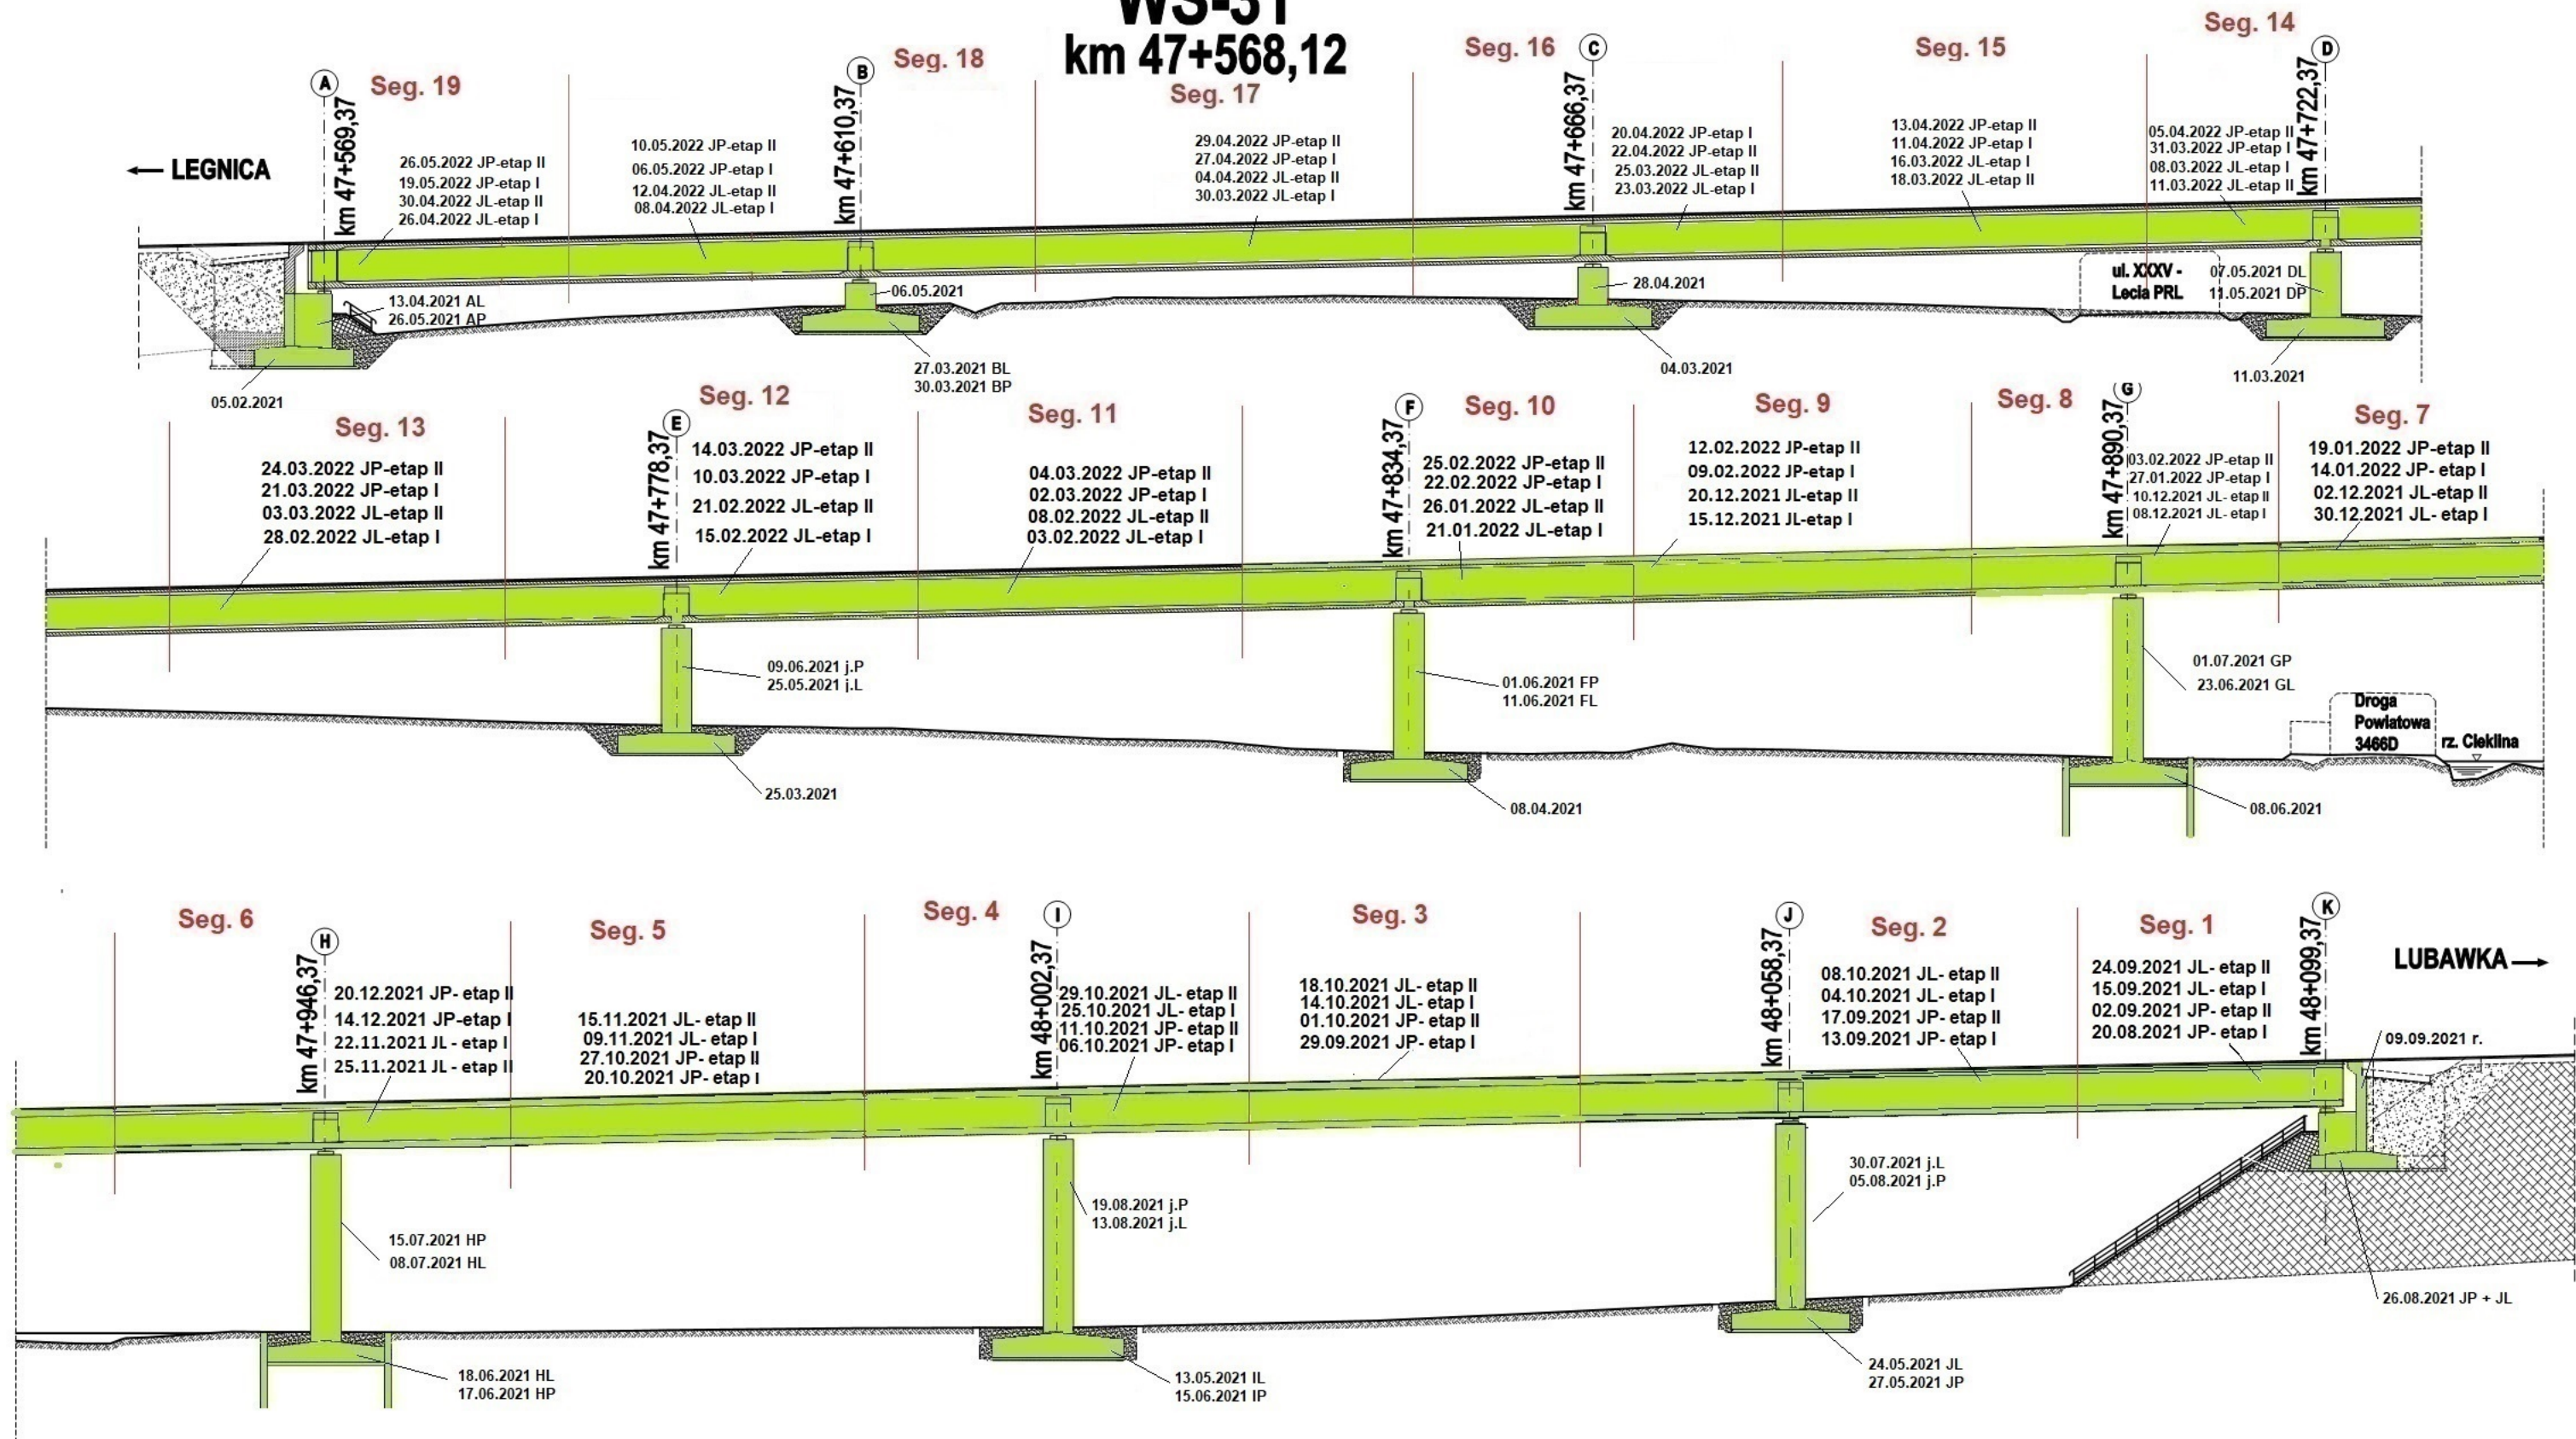 WS-31
km 47+568,12
← LEGNICA
A
km 47+569,37
Seg. 19
26.05.2022 JP-etap II
19.05.2022 JP-etap I
30.04.2022 JL-etap II
26.04.2022 JL-etap I
13.04.2021 AL
26.05.2021 AP
05.02.2021
10.05.2022 JP-etap II
06.05.2022 JP-etap I
12.04.2022 JL-etap II
08.04.2022 JL-etap I
B
km 47+610,37
Seg. 18
06.05.2021
27.03.2021 BL
30.03.2021 BP
Seg. 17
29.04.2022 JP-etap II
27.04.2022 JP-etap I
04.04.2022 JL-etap II
30.03.2022 JL-etap I
Seg. 16
C
km 47+666,37
20.04.2022 JP-etap I
22.04.2022 JP-etap II
25.03.2022 JL-etap II
23.03.2022 JL-etap I
28.04.2021
04.03.2021
Seg. 15
13.04.2022 JP-etap II
11.04.2022 JP-etap I
16.03.2022 JL-etap I
18.03.2022 JL-etap II
Seg. 14
05.04.2022 JP-etap II
31.03.2022 JP-etap I
08.03.2022 JL-etap I
11.03.2022 JL-etap II
D
km 47+722,37
ul. XXXV -
Lecia PRL
07.05.2021 DL
11.05.2021 DP
11.03.2021
Seg. 13
24.03.2022 JP-etap II
21.03.2022 JP-etap I
03.03.2022 JL-etap II
28.02.2022 JL-etap I
E
km 47+778,37
Seg. 12
14.03.2022 JP-etap II
10.03.2022 JP-etap I
21.02.2022 JL-etap II
15.02.2022 JL-etap I
09.06.2021 j.P
25.05.2021 j.L
25.03.2021
Seg. 11
04.03.2022 JP-etap II
02.03.2022 JP-etap I
08.02.2022 JL-etap II
03.02.2022 JL-etap I
F
km 47+834,37
Seg. 10
25.02.2022 JP-etap II
22.02.2022 JP-etap I
26.01.2022 JL-etap II
21.01.2022 JL-etap I
01.06.2021 FP
11.06.2021 FL
08.04.2021
Seg. 9
12.02.2022 JP-etap II
09.02.2022 JP-etap I
20.12.2021 JL-etap II
15.12.2021 JL-etap I
Seg. 8
G
km 47+890,37
03.02.2022 JP-etap II
27.01.2022 JP-etap I
10.12.2021 JL- etap II
08.12.2021 JL- etap I
01.07.2021 GP
23.06.2021 GL
08.06.2021
Seg. 7
19.01.2022 JP-etap II
14.01.2022 JP- etap I
02.12.2021 JL-etap II
30.12.2021 JL- etap I
Droga
Powiatowa
3466D
rz. Cieklina
Seg. 6
H
km 47+946,37
20.12.2021 JP- etap II
14.12.2021 JP-etap I
22.11.2021 JL - etap I
25.11.2021 JL - etap II
15.07.2021 HP
08.07.2021 HL
18.06.2021 HL
17.06.2021 HP
Seg. 5
15.11.2021 JL- etap II
09.11.2021 JL- etap I
27.10.2021 JP- etap II
20.10.2021 JP- etap I
Seg. 4
I
km 48+002,37
29.10.2021 JL- etap II
25.10.2021 JL- etap I
11.10.2021 JP- etap II
06.10.2021 JP- etap I
19.08.2021 j.P
13.08.2021 j.L
13.05.2021 IL
15.06.2021 IP
Seg. 3
18.10.2021 JL- etap II
14.10.2021 JL- etap I
01.10.2021 JP- etap II
29.09.2021 JP- etap I
J
km 48+058,37
Seg. 2
08.10.2021 JL- etap II
04.10.2021 JL- etap I
17.09.2021 JP- etap II
13.09.2021 JP- etap I
30.07.2021 j.L
05.08.2021 j.P
24.05.2021 JL
27.05.2021 JP
Seg. 1
24.09.2021 JL- etap II
15.09.2021 JL- etap I
02.09.2021 JP- etap II
20.08.2021 JP- etap I
K
km 48+099,37
LUBAWKA →
09.09.2021 r.
26.08.2021 JP + JL